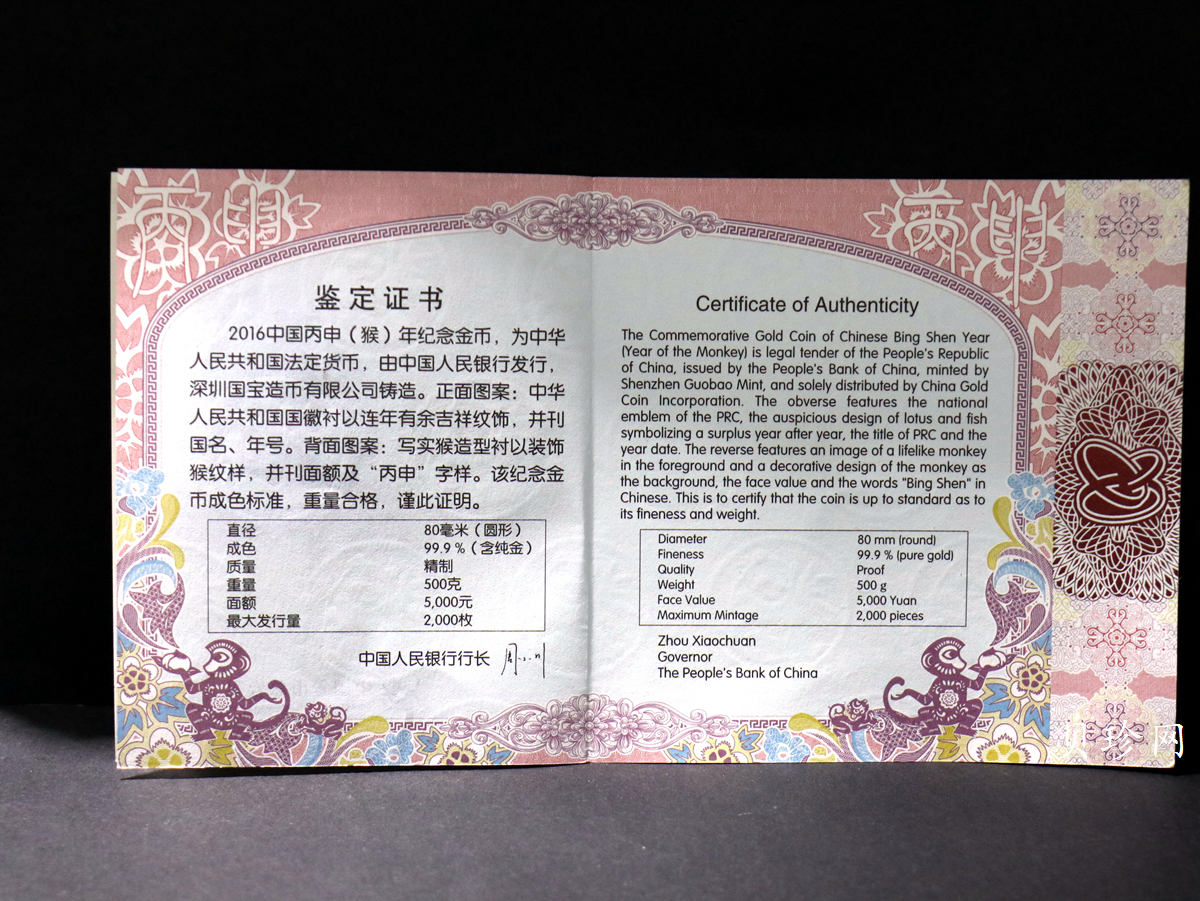 丙申
鉴定证书
2016中国丙申（猴）年纪念金币，为中华
人民共和国法定货币，由中国人民银行发行，
深圳国宝造币有限公司铸造。正面图案：中华
人民共和国国徽衬以连年有余吉祥纹饰，并刊
国名、年号。背面图案：写实猴造型衬以装饰
猴纹样，并刊面额及“丙申”字样。该纪念金
币成色标准，重量合格，谨此证明。
直径 80毫米（圆形）
成色 99.9 %（含纯金）
质量 精制
重量 500克
面额 5,000元
最大发行量 2,000枚
中国人民银行行长
丙申
Certificate of Authenticity
The Commemorative Gold Coin of Chinese Bing Shen Year
(Year of the Monkey) is legal tender of the People's Republic
of China, issued by the People's Bank of China, minted by
Shenzhen Guobao Mint, and solely distributed by China Gold
Coin Incorporation. The obverse features the national
emblem of the PRC, the auspicious design of lotus and fish
symbolizing a surplus year after year, the title of PRC and the
year date. The reverse features an image of a lifelike monkey
in the foreground and a decorative design of the monkey as
the background, the face value and the words "Bing Shen" in
Chinese. This is to certify that the coin is up to standard as to
its fineness and weight.
Diameter 80 mm (round)
Fineness 99.9 % (pure gold)
Quality Proof
Weight 500 g
Face Value 5,000 Yuan
Maximum Mintage 2,000 pieces
Zhou Xiaochuan
Governor
The People's Bank of China